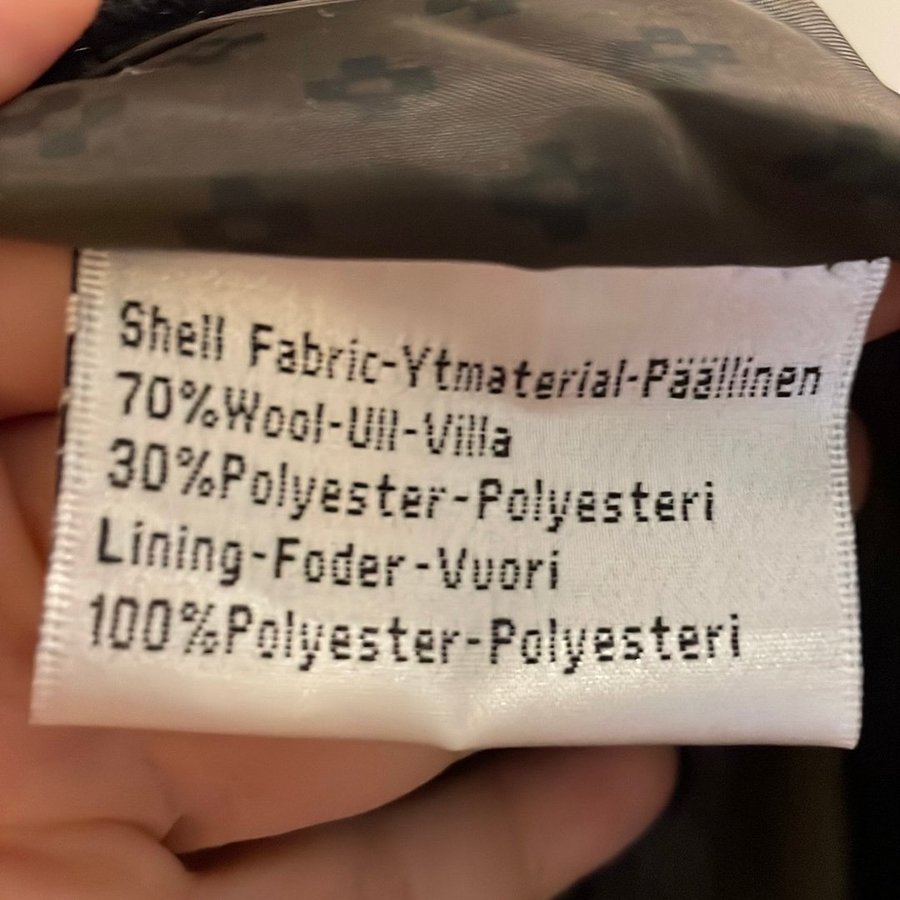 Shell Fabric-Ytmaterial-Päällinen
70%Wool-Ull-Villa
30%Polyester-Polyesteri
Lining-Foder-Vuori
100%Polyester-Polyesteri